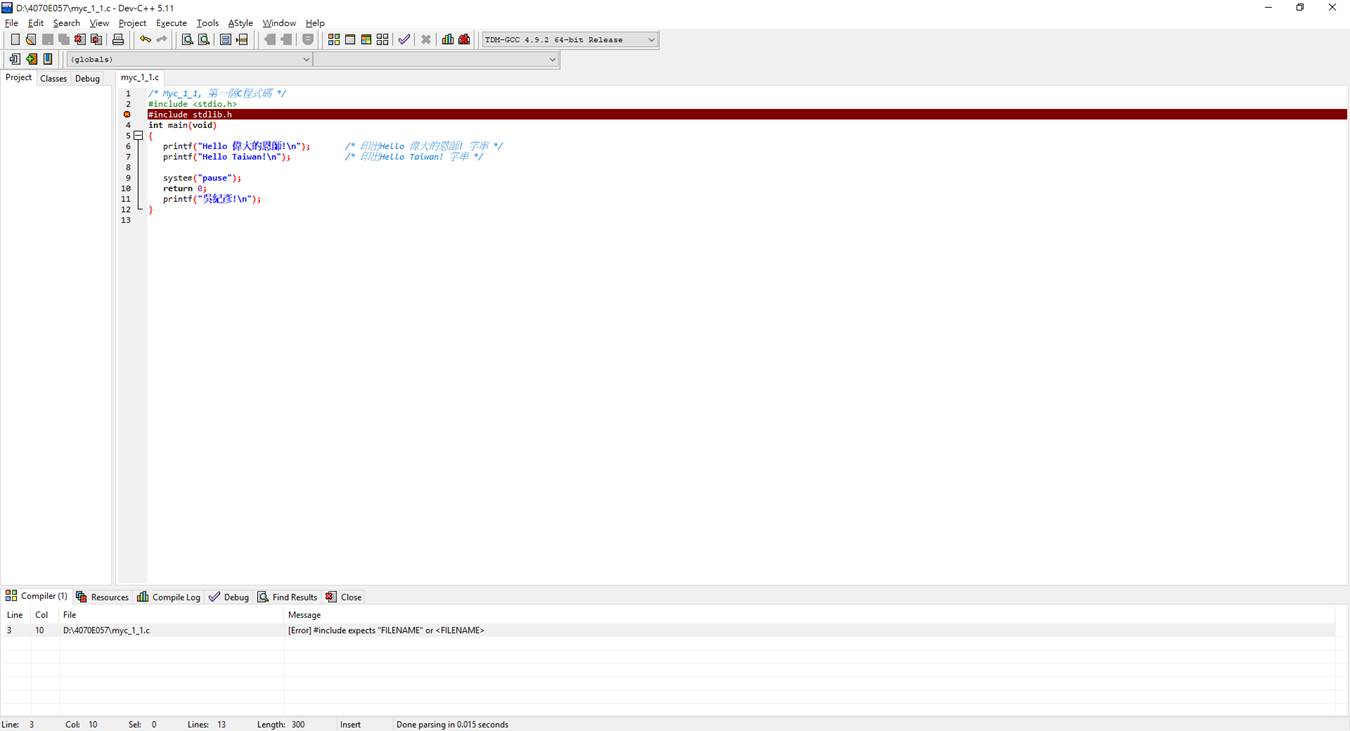 D:\4070E057\myc_1_1.c - Dev-C++ 5.11
File Edit Search View Project Execute Tools AStyle Window Help
TDM-GCC 4.9.2 64-bit Release
(globals)
Project Classes Debug myc_1_1.c
1 /* Myc_1_1, 第一個C程式碼 */
2 #include <stdio.h>
3 #include stdlib.h
4 int main(void)
5 {
6 printf("Hello 偉大的恩師!\n"); /* 印出Hello 偉大的恩師! 字串 */
7 printf("Hello Taiwan!\n"); /* 印出Hello Taiwan! 字串 */
8
9 system("pause");
10 return 0;
11 printf("吳紀彥!\n");
12 }
13
Compiler (1) Resources Compile Log Debug Find Results Close
Line Col File Message
3 10 D:\4070E057\myc_1_1.c [Error] #include expects "FILENAME" or <FILENAME>
Line: 3 Col: 10 Sel: 0 Lines: 13 Length: 300 Insert Done parsing in 0.015 seconds